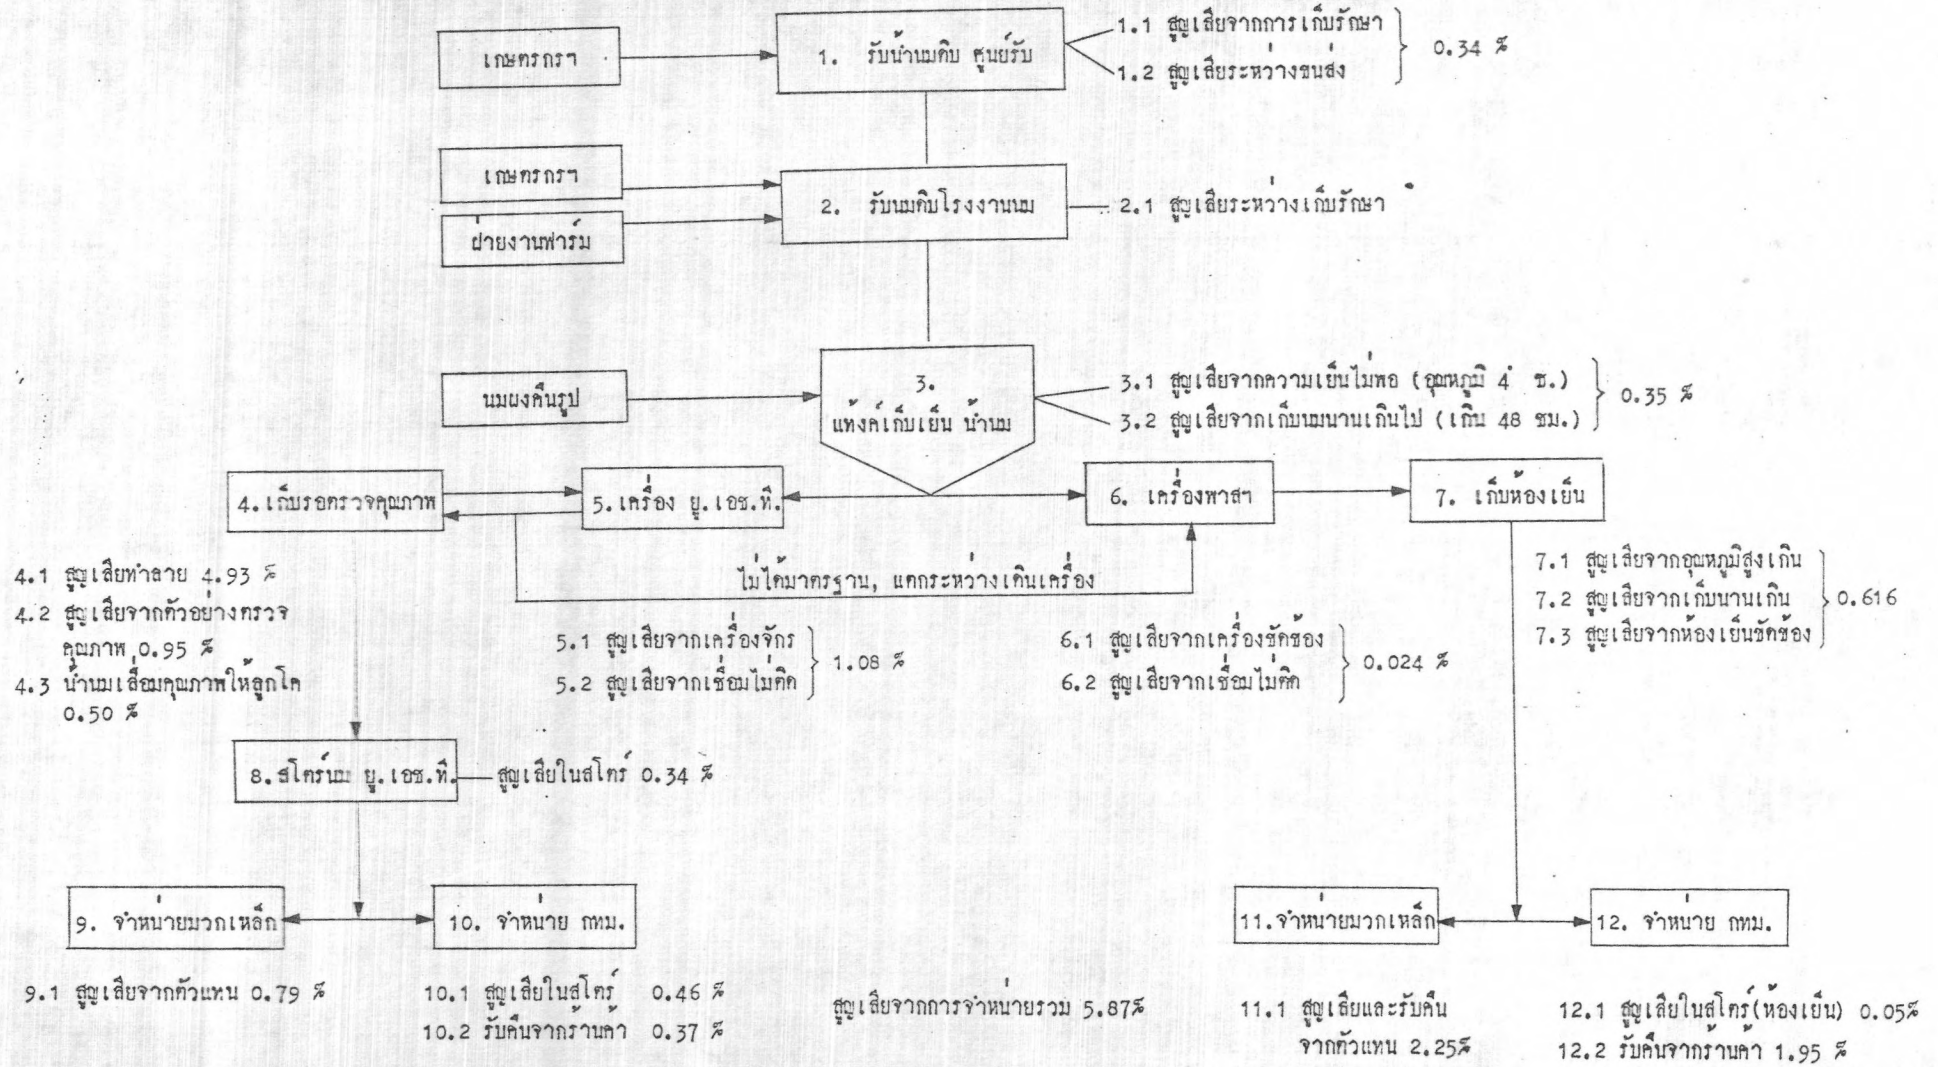 เกษตรกรฯ
1. รับน้ำนมดิบ ศูนย์รับ
1.1 สูญเสียจากการเก็บรักษา
1.2 สูญเสียระหว่างขนส่ง
0.34 %
เกษตรกรฯ
ฝ่ายงานฟาร์ม
2. รับนมดิบโรงงานนม
2.1 สูญเสียระหว่างเก็บรักษา
นมผงคืนรูป
3.
แท้งค์เก็บเย็น น้ำนม
3.1 สูญเสียจากความเย็นไม่พอ (อุณหภูมิ 4° ซ.)
3.2 สูญเสียจากเก็บนมนานเกินไป (เกิน 48 ชม.)
0.35 %
4.เก็บรอตรวจคุณภาพ
5.เครื่อง ยู.เอช.ที.
6. เครื่องพาสฯ
7. เก็บห้องเย็น
ไม่ได้มาตรฐาน, แตกระหว่างเดินเครื่อง
4.1 สูญเสียทำลาย 4.93 %
4.2 สูญเสียจากตัวอย่างตรวจ
คุณภาพ 0.95 %
4.3 น้ำนมเสื่อมคุณภาพให้ลูกโค
0.50 %
5.1 สูญเสียจากเครื่องจักร
5.2 สูญเสียจากเชื่อมไม่ติด
1.08 %
6.1 สูญเสียจากเครื่องขัดข้อง
6.2 สูญเสียจากเชื่อมไม่ติด
0.024 %
7.1 สูญเสียจากอุณหภูมิสูงเกิน
7.2 สูญเสียจากเก็บนานเกิน
7.3 สูญเสียจากห้องเย็นขัดข้อง
0.616
8.สโตร์นม ยู.เอช.ที.
สูญเสียในสโตร์ 0.34 %
9. จำหน่ายมวกเหล็ก
10. จำหน่าย กทม.
11.จำหน่ายมวกเหล็ก
12. จำหน่าย กทม.
9.1 สูญเสียจากตัวแทน 0.79 %
10.1 สูญเสียในสโตร์ 0.46 %
10.2 รับคืนจากร้านค้า 0.37 %
สูญเสียจากการจำหน่ายรวม 5.87%
11.1 สูญเสียและรับคืน
จากตัวแทน 2.25%
12.1 สูญเสียในสโตร์(ห้องเย็น) 0.05%
12.2 รับคืนจากร้านค้า 1.95 %